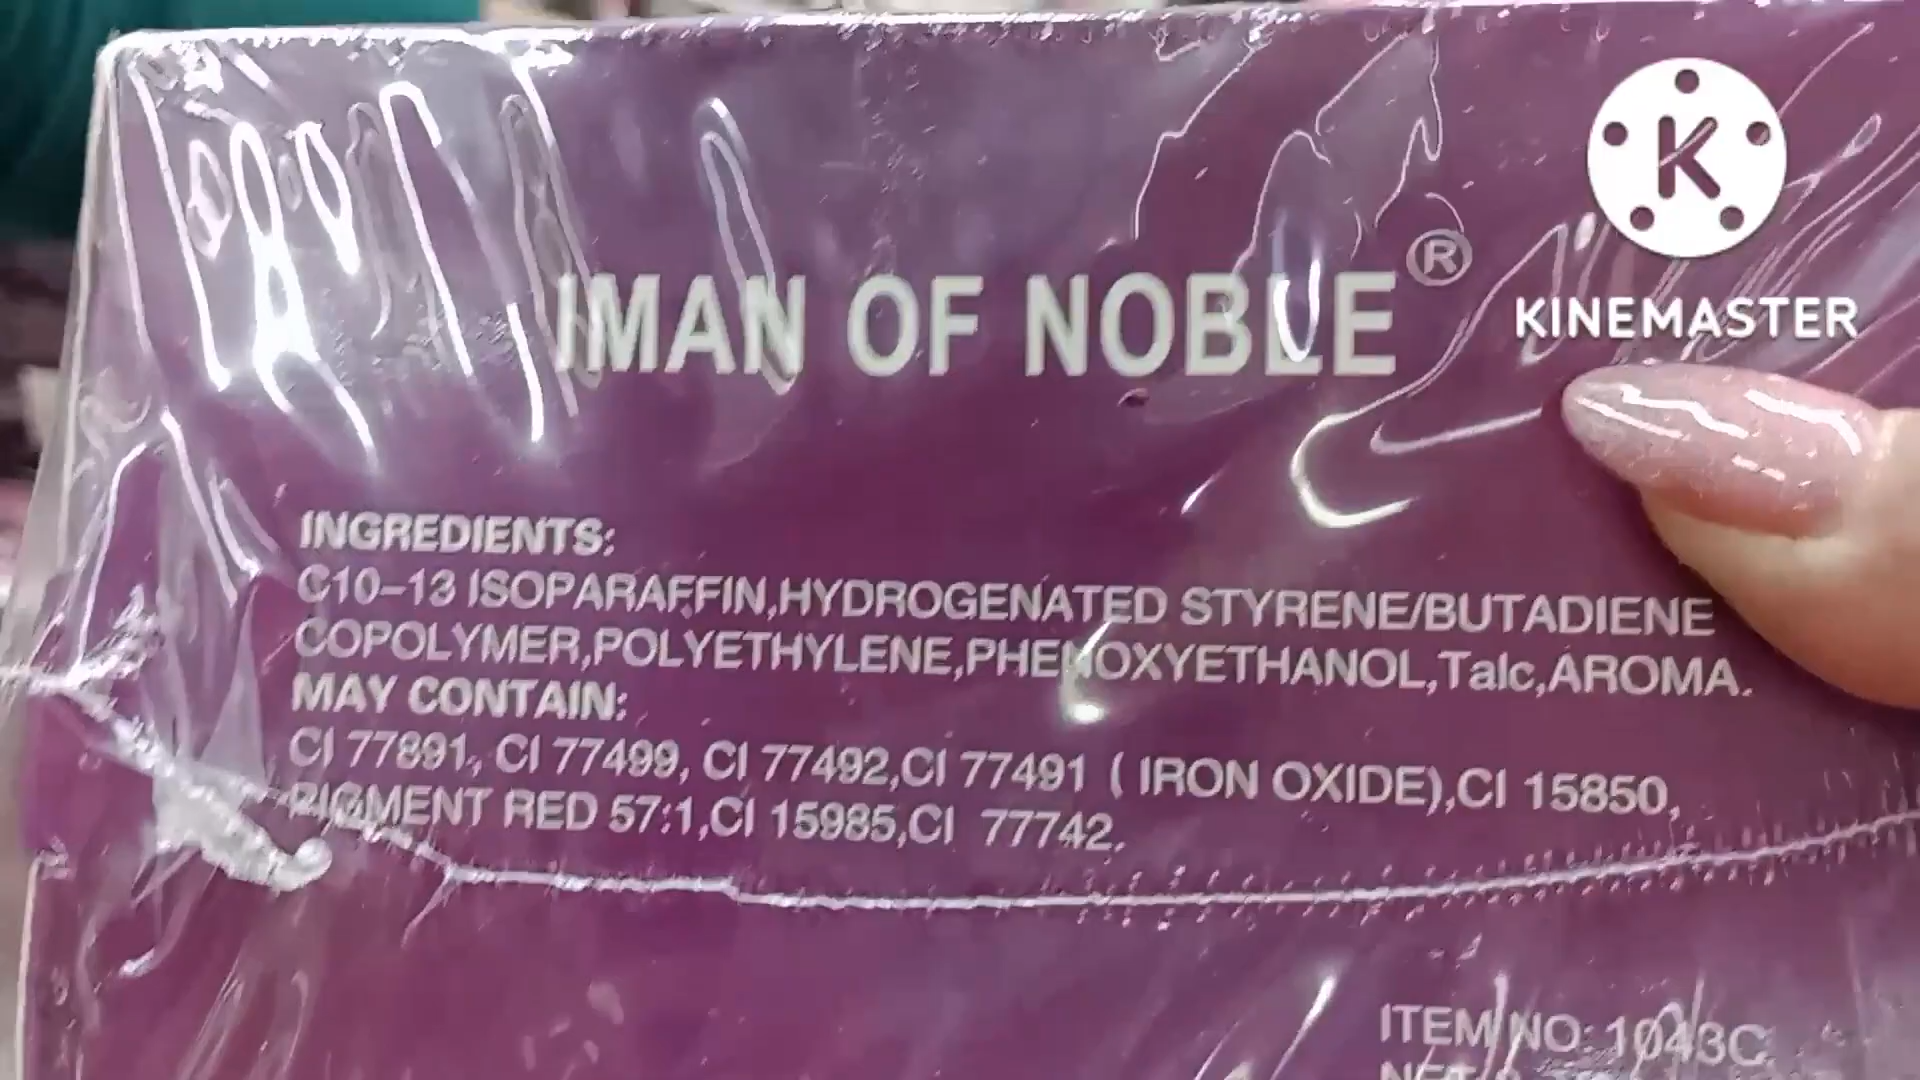 IMAN OF NOBLE®
KINEMASTER
INGREDIENTS:
C10-13 ISOPARAFFIN,HYDROGENATED STYRENE/BUTADIENE
COPOLYMER,POLYETHYLENE,PHENOXYETHANOL,Talc,AROMA.
MAY CONTAIN:
CI 77891, CI 77499, CI 77492,CI 77491 ( IRON OXIDE),CI 15850,
PIGMENT RED 57:1,CI 15985,CI 77742.
ITEM NO: 1043C